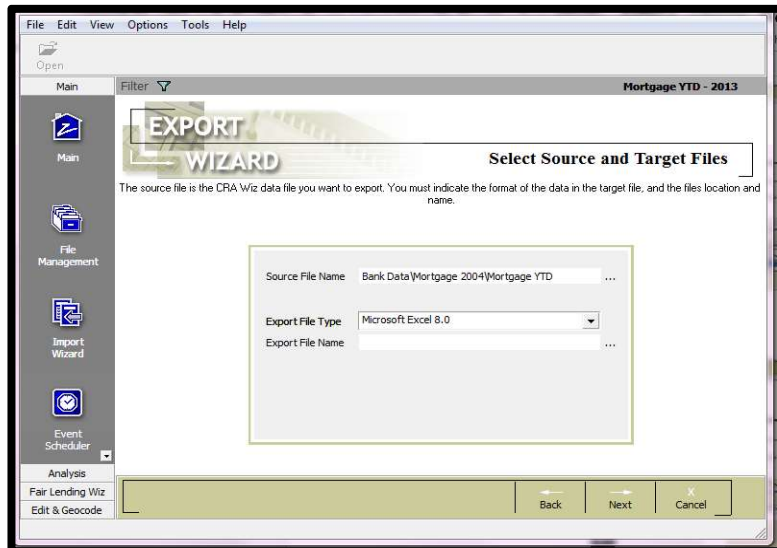 File Edit View Options Tools Help
Open
Main
Filter
Mortgage YTD - 2013
Main
File
Management
Import
Wizard
Event
Scheduler
Analysis
Fair Lending Wiz
Edit & Geocode
EXPORT
WIZARD
Select Source and Target Files
The source file is the CRA Wiz data file you want to export. You must indicate the format of the data in the target file, and the files location and
name.
Source File Name Bank Data\Mortgage 2004\Mortgage YTD ...
Export File Type Microsoft Excel 8.0
Export File Name ...
Back Next X Cancel